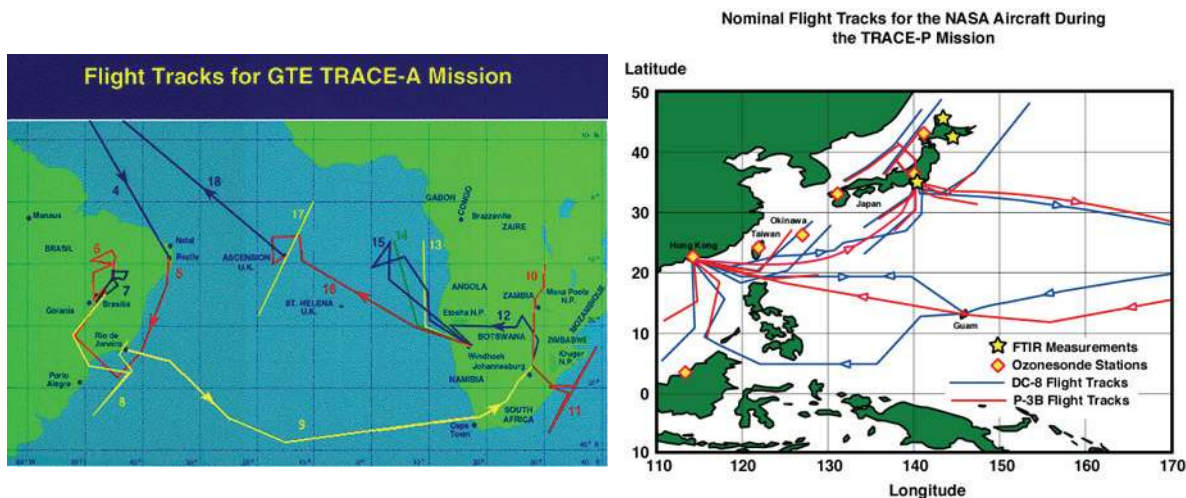 Flight Tracks for GTE TRACE-A Mission
4
18
17
GABON
CONGO
Brazzaville
ZAIRE
Manaus
BRASIL
6
Natal
Recife
5
7
Goiania
Brasilia
Rio de
Janeiro
Porto
Alegre
8
9
ASCENSION
U.K.
ST. HELENA
U.K.
16
15
14
13
ANGOLA
10
ZAMBIA
Mana Pools
N.P.
MOZAMBIQUE
Etosha N.P.
12
BOTSWANA
ZIMBABWE
Windhoek
Johannesburg
Kruger
N.P.
NAMIBIA
11
SOUTH
AFRICA
Cape
Town
Nominal Flight Tracks for the NASA Aircraft During
the TRACE-P Mission
Latitude
50
40
30
20
10
0
10
Japan
Okinawa
Taiwan
Hong Kong
Guam
FTIR Measurements
Ozonesonde Stations
DC-8 Flight Tracks
P-3B Flight Tracks
110 120 130 140 150 160 170
Longitude